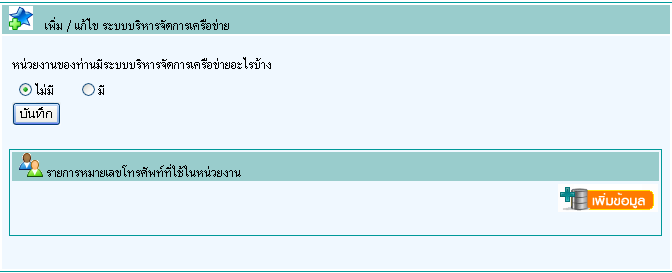 เพิ่ม / แก้ไข ระบบบริหารจัดการเครือข่าย
หน่วยงานของท่านมีระบบบริหารจัดการเครือข่ายอะไรบ้าง
ไม่มี มี
บันทึก
รายการหมายเลขโทรศัพท์ที่ใช้ในหน่วยงาน
เพิ่มข้อมูล